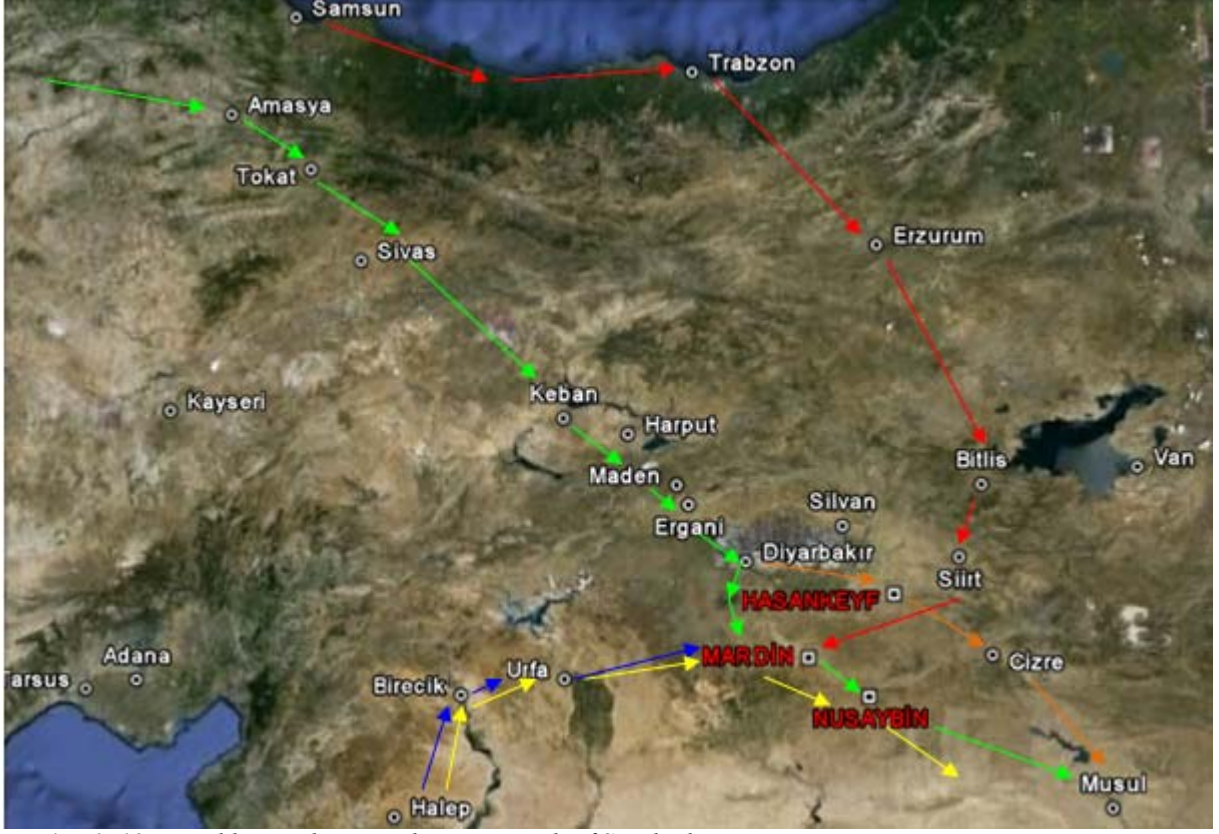 Samsun
Trabzon
Amasya
Tokat
Erzurum
Sivas
Keban
Kayseri
Harput
Bitlis
Van
Maden
Silvan
Ergani
Diyarbakır
Siirt
HASANKEYF
MARDİN
Cizre
Adana
Urfa
Tarsus
Birecik
NUSAYBİN
Musul
Halep